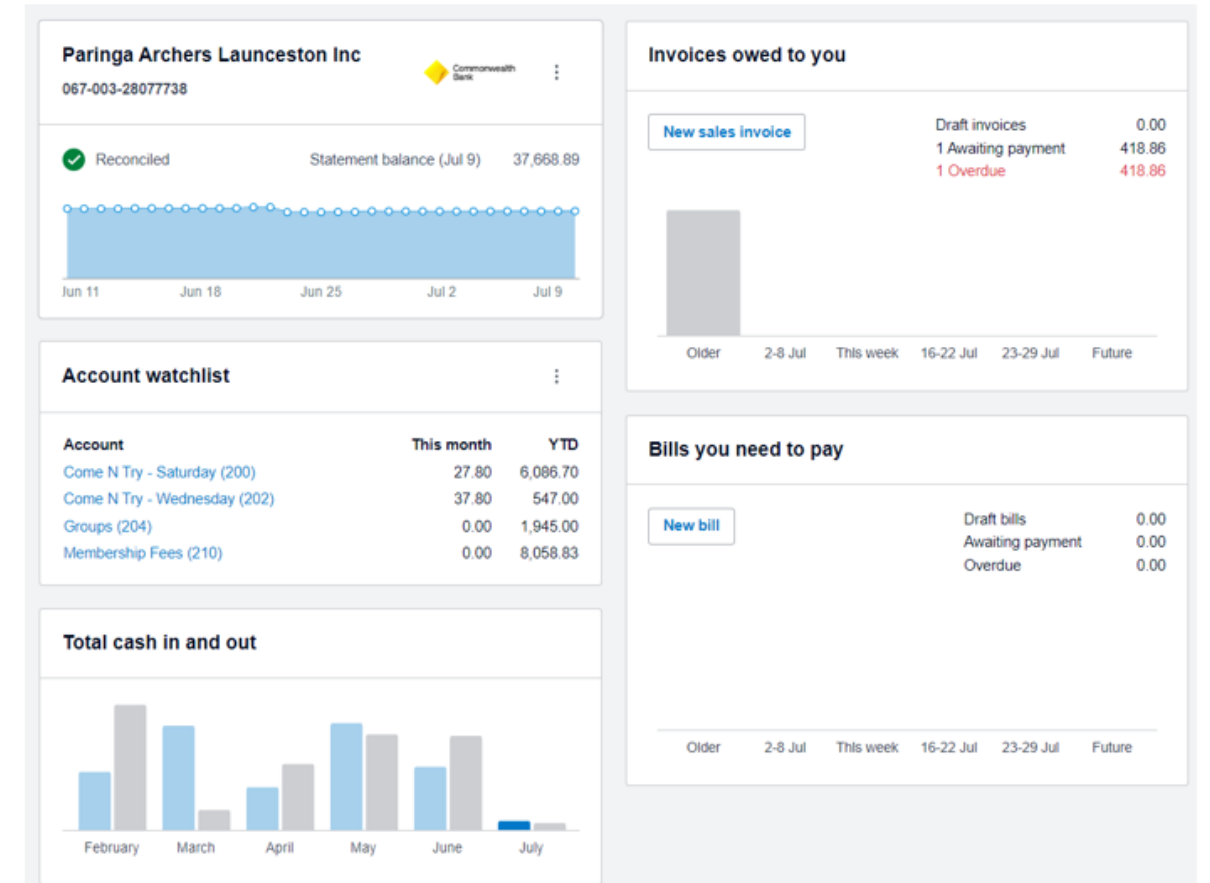 Paringa Archers Launceston Inc
067-003-28077738
Commonwealth
Bank
Reconciled Statement balance (Jul 9) 37,668.89
Jun 11 Jun 18 Jun 25 Jul 2 Jul 9
Account watchlist
Account This month YTD
Come N Try - Saturday (200) 27.80 6,086.70
Come N Try - Wednesday (202) 37.80 547.00
Groups (204) 0.00 1,945.00
Membership Fees (210) 0.00 8,058.83
Total cash in and out
February March April May June July
Invoices owed to you
New sales invoice
Draft invoices 0.00
1 Awaiting payment 418.86
1 Overdue 418.86
Older 2-8 Jul This week 16-22 Jul 23-29 Jul Future
Bills you need to pay
New bill
Draft bills 0.00
Awaiting payment 0.00
Overdue 0.00
Older 2-8 Jul This week 16-22 Jul 23-29 Jul Future